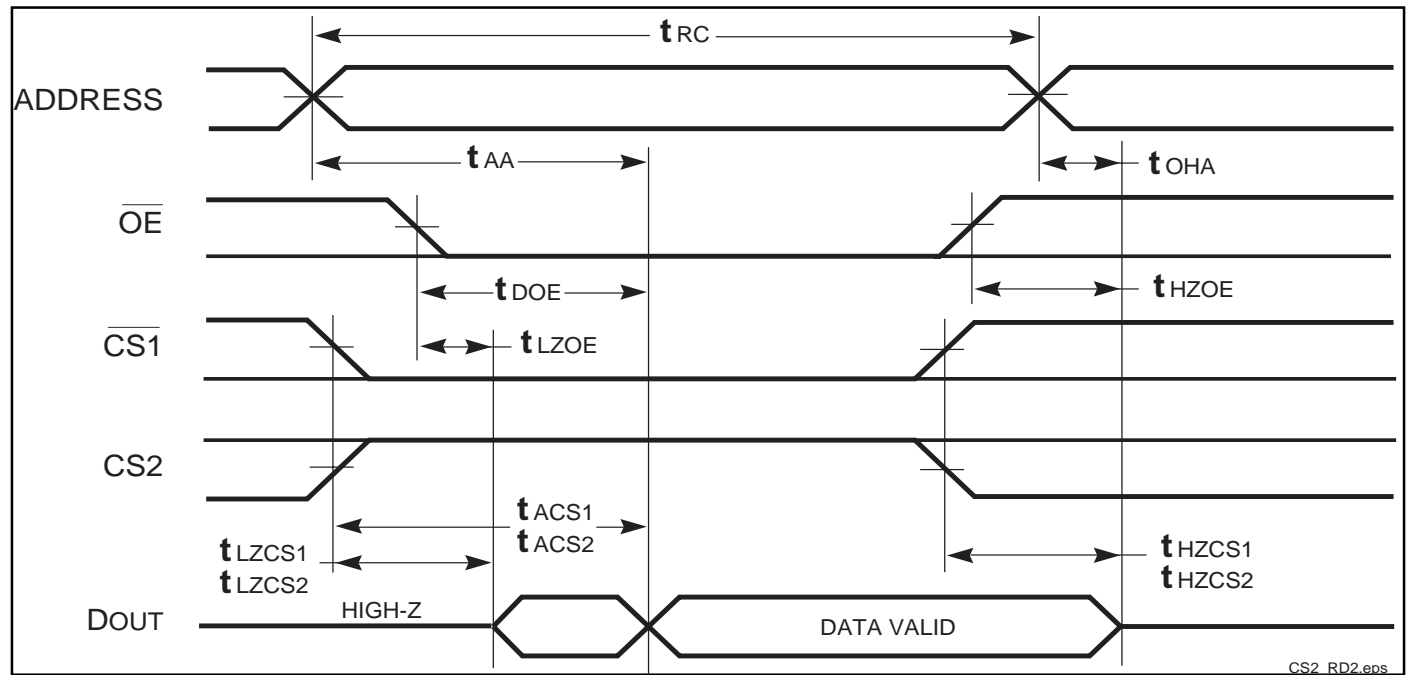 tRC
ADDRESS
tAA
tOHA
OE
tDOE
tHZOE
CS1
tLZOE
CS2
tACS1
tACS2
tLZCS1
tLZCS2
tHZCS1
tHZCS2
HIGH-Z
DOUT
DATA VALID
CS2_RD2.eps